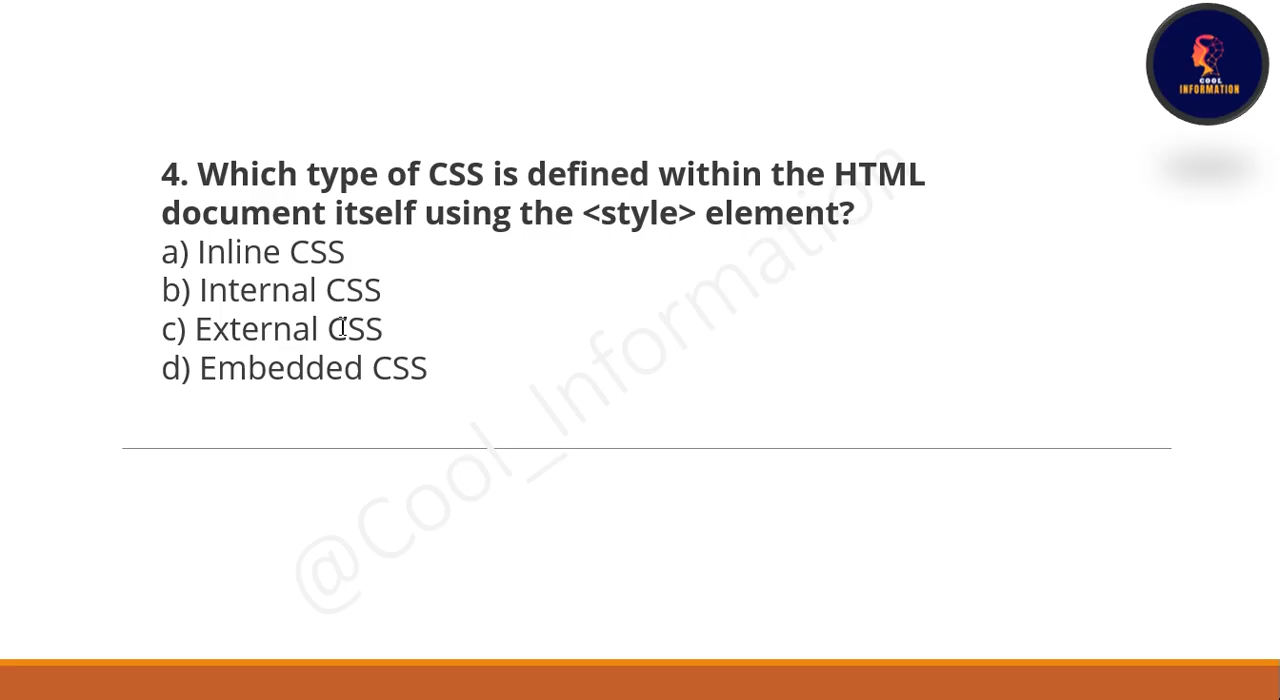 COOL
INFORMATION
4. Which type of CSS is defined within the HTML
document itself using the <style> element?
a) Inline CSS
b) Internal CSS
c) External CSS
d) Embedded CSS
@Cool_Information